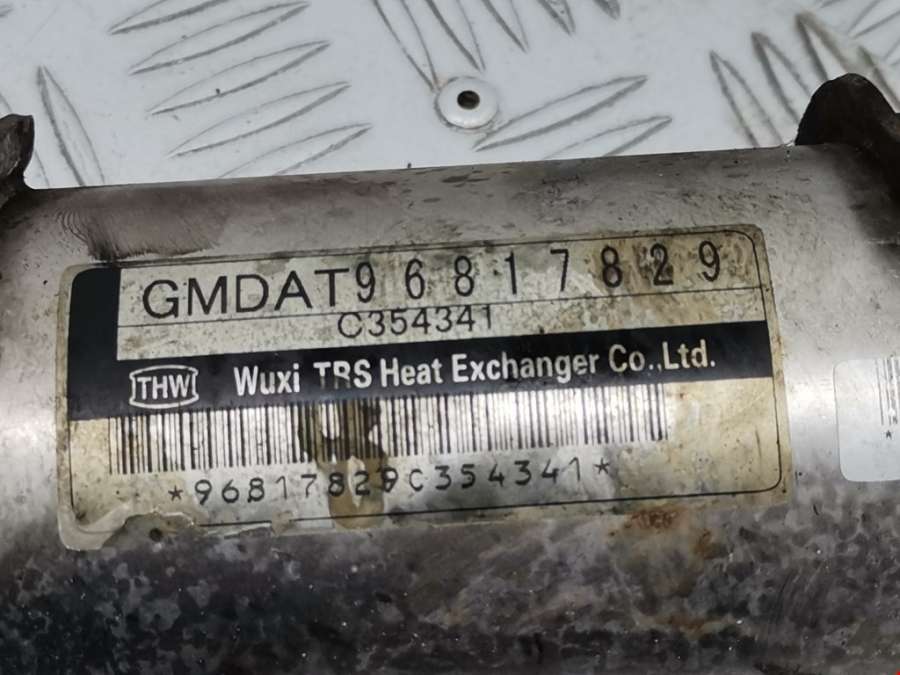 GMDAT96817829
C354341
THW Wuxi TRS Heat Exchanger Co.,Ltd.
*96817829C354341*
*